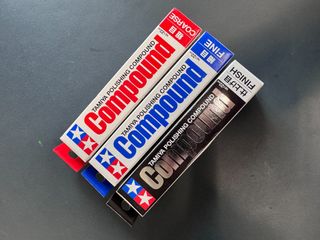 COARSE
粗目
TAMIYA POLISHING COMPOUND
Compound
FINE
細目
TAMIYA POLISHING COMPOUND
Compound
FINISH
仕上げ目
TAMIYA POLISHING COMPOUND
Compound